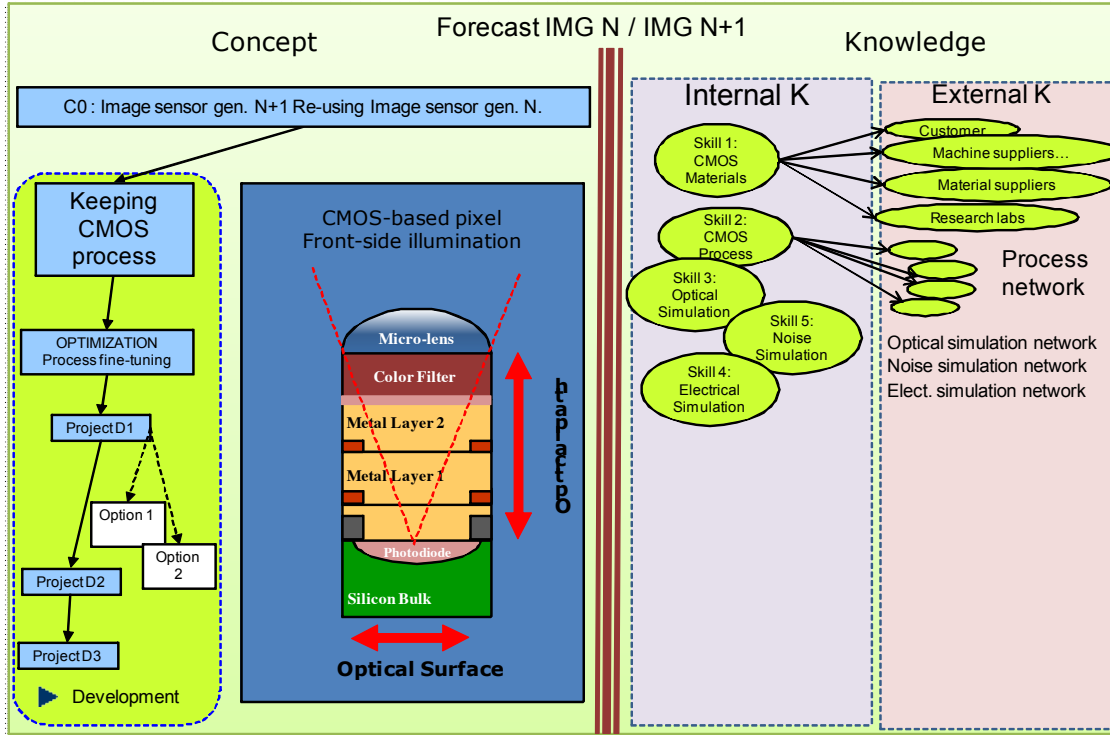 Forecast IMG N / IMG N+1
Concept
C0 : Image sensor gen. N+1 Re-using Image sensor gen. N.
Keeping
CMOS
process
OPTIMIZATION
Process fine-tuning
Project D1
Option 1
Option
2
Project D2
Project D3
Development
CMOS-based pixel
Front-side illumination
Micro-lens
Color Filter
Metal Layer 2
Metal Layer 1
Photodiode
Silicon Bulk
Optical path
Optical Surface
Knowledge
Internal K
Skill 1:
CMOS
Materials
Skill 2:
CMOS
Process
Skill 3:
Optical
Simulation
Skill 5:
Noise
Simulation
Skill 4:
Electrical
Simulation
External K
Customer
Machine suppliers…
Material suppliers
Research labs
Process
network
Optical simulation network
Noise simulation network
Elect. simulation network